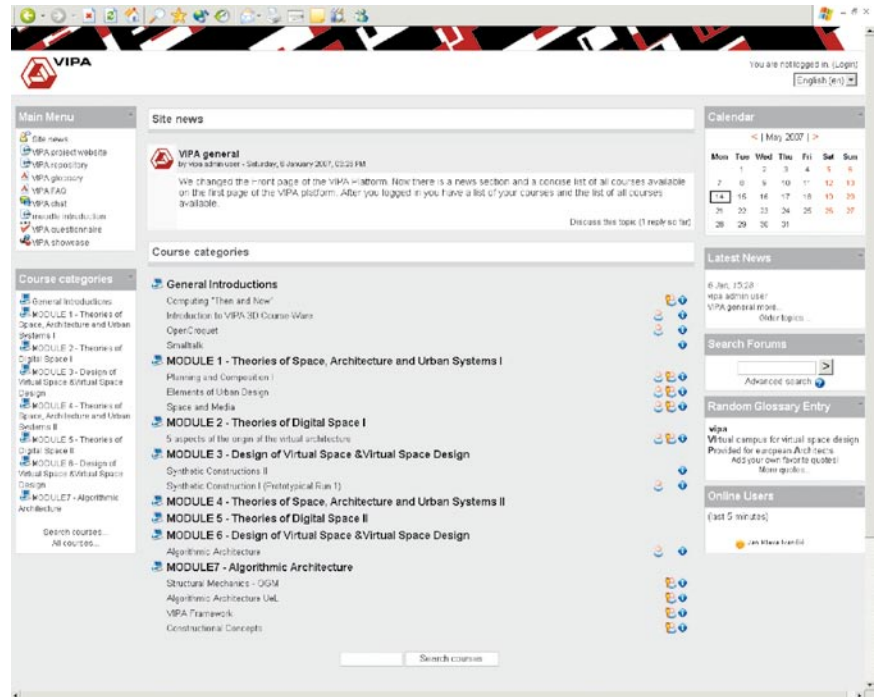 VIPA
You are not logged in. (Login)
English (en)
Main Menu
Site news
VIPA project website
VIPA repository
VIPA glossary
VIPA FAQ
VIPA chat
moodle introduction
VIPA questionnaire
VIPA showcase
Course categories
General Introductions
MODULE 1 - Theories of
Space, Architecture and Urban
Systems I
MODULE 2 - Theories of
Digital Space I
MODULE 3 - Design of
Virtual Space &Virtual Space
Design
MODULE 4 - Theories of
Space, Architecture and Urban
Systems II
MODULE 5 - Theories of
Digital Space II
MODULE 6 - Design of
Virtual Space &Virtual Space
Design
MODULE7 - Algorithmic
Architecture
Search courses...
All courses...
Site news
VIPA general
by vipa admin user - Saturday, 6 January 2007, 03:28 PM
We changed the Front page of the VIPA Platform. Now there is a news section and a concise list of all courses available
on the first page of the VIPA platform. After you logged in you have a list of your courses and the list of all courses
available.
Discuss this topic (1 reply so far)
Course categories
General Introductions
Computing "Then and Now"
Introduction to VIPA 3D Course-Ware
OpenCroquet
Smalltalk
MODULE 1 - Theories of Space, Architecture and Urban Systems I
Planning and Composition I
Elements of Urban Design
Space and Media
MODULE 2 - Theories of Digital Space I
5 aspects of the origin of the virtual architecture
MODULE 3 - Design of Virtual Space &Virtual Space Design
Synthetic Constructions II
Synthetic Construction I (Prototypical Run 1)
MODULE 4 - Theories of Space, Architecture and Urban Systems II
MODULE 5 - Theories of Digital Space II
MODULE 6 - Design of Virtual Space &Virtual Space Design
Algorithmic Architecture
MODULE7 - Algorithmic Architecture
Structural Mechanics - OGM
Algorithmic Architecture UeL
VIPA Framework
Constructional Concepts
Search courses
Calendar
< | May 2007 | >
Mon Tue Wed Thu Fri Sat Sun
1 2 3 4 5 6
7 8 9 10 11 12 13
14 15 16 17 18 19 20
21 22 23 24 25 26 27
28 29 30 31
Latest News
6 Jan, 15:28
vipa admin user
VIPA general more...
Older topics ...
Search Forums
>
Advanced search
Random Glossary Entry
vipa
Virtual campus for virtual space design
Provided for european Architects
Add your own favorite quotes!
More quotes...
Online Users
(last 5 minutes)